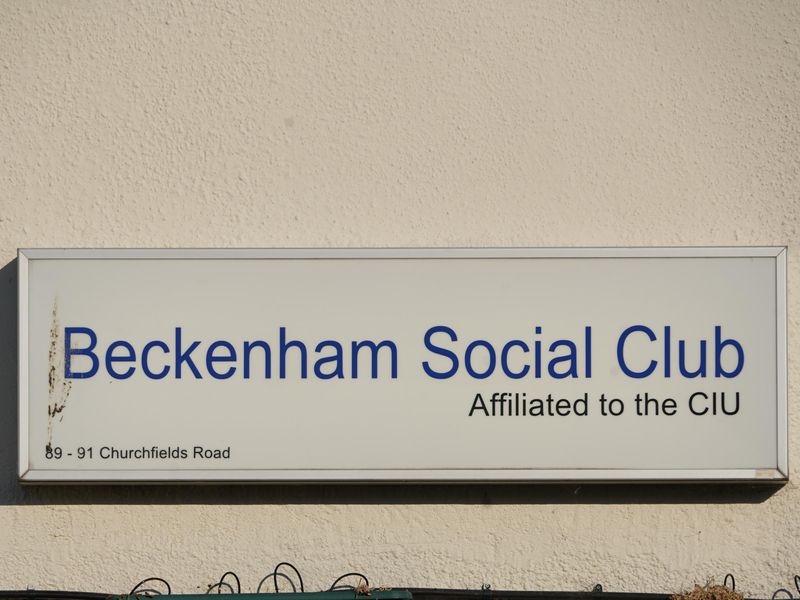 Beckenham Social Club
Affiliated to the CIU
89 - 91 Churchfields Road